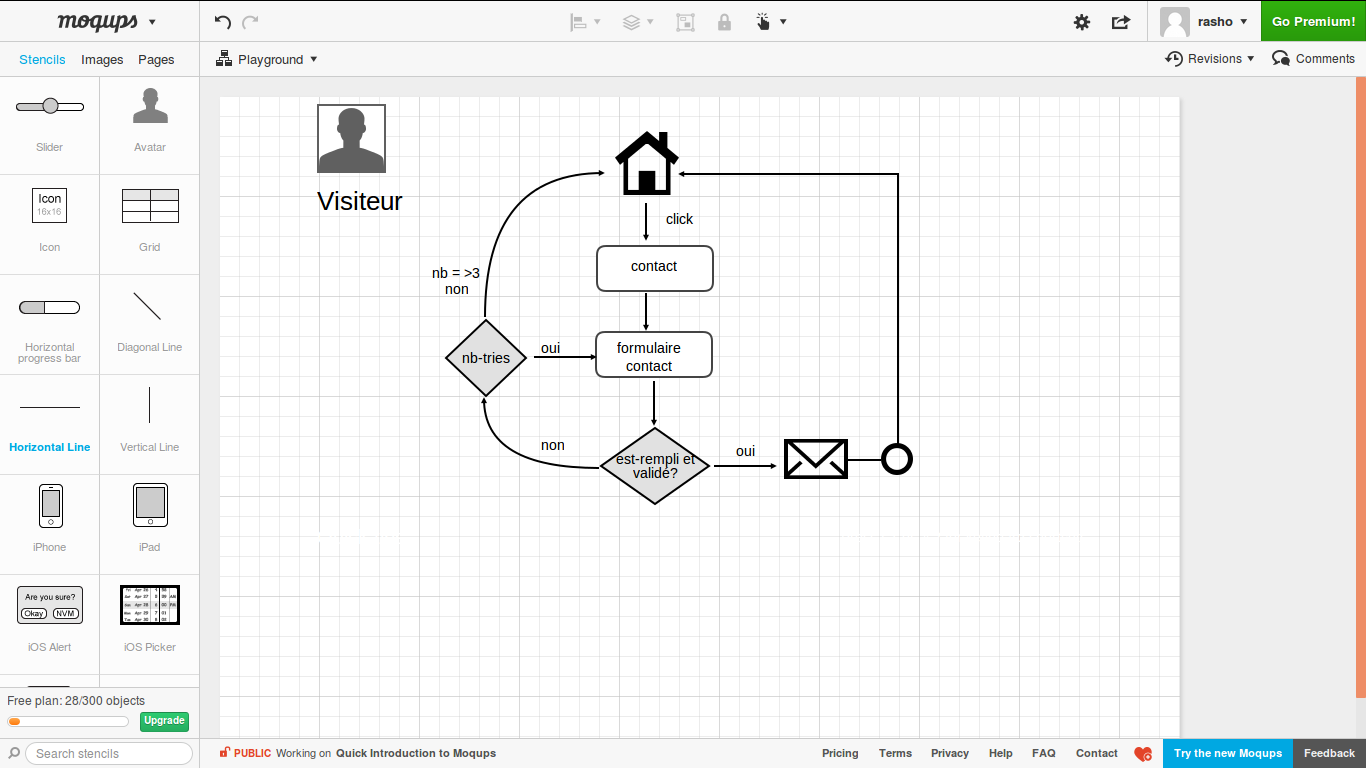 moqups
rasho
Go Premium!
Stencils
Images
Pages
Playground
Revisions
Comments
Slider
Avatar
Icon
16x16
Icon
Grid
Horizontal
progress bar
Diagonal Line
Horizontal Line
Vertical Line
iPhone
iPad
Are you sure?
Okay
NVM
iOS Alert
iOS Picker
Free plan: 28/300 objects
Upgrade
Search stencils
Visiteur
click
contact
nb = >3
non
nb-tries
oui
formulaire
contact
non
est-rempli et
validé?
oui
PUBLIC
Working on Quick Introduction to Moqups
Pricing
Terms
Privacy
Help
FAQ
Contact
Try the new Moqups
Feedback